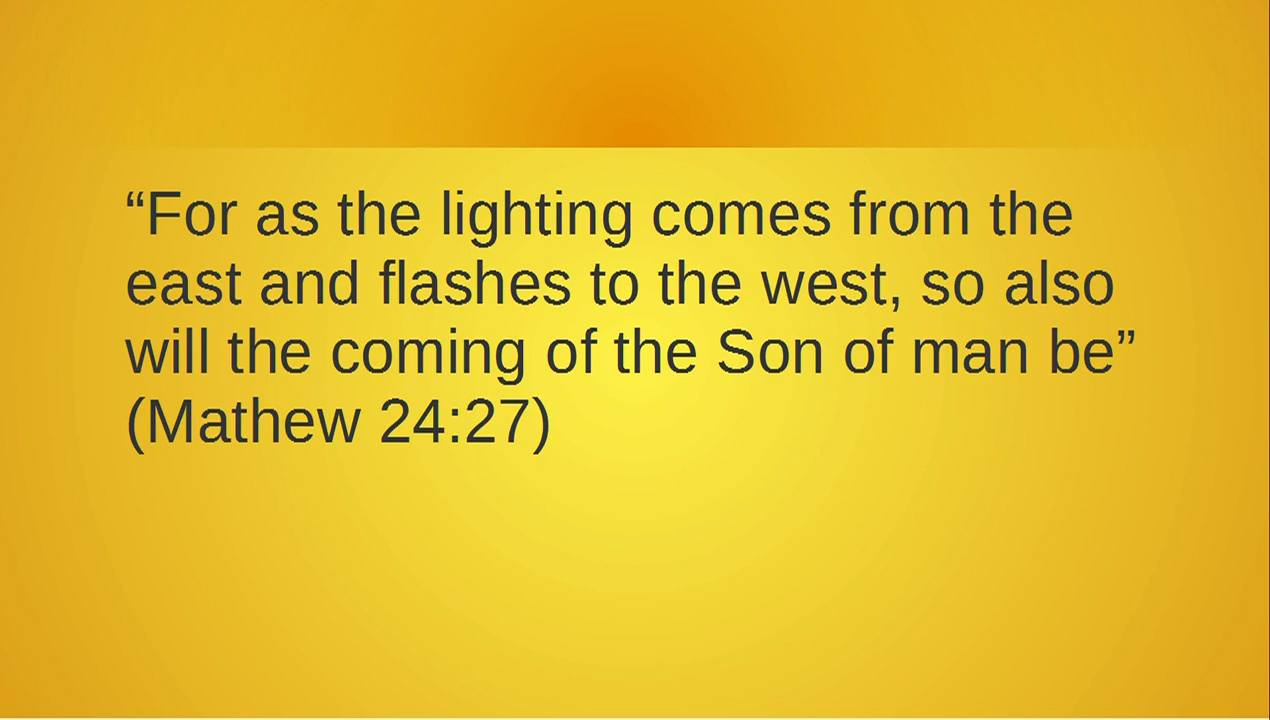 “For as the lighting comes from the
east and flashes to the west, so also
will the coming of the Son of man be”
(Mathew 24:27)